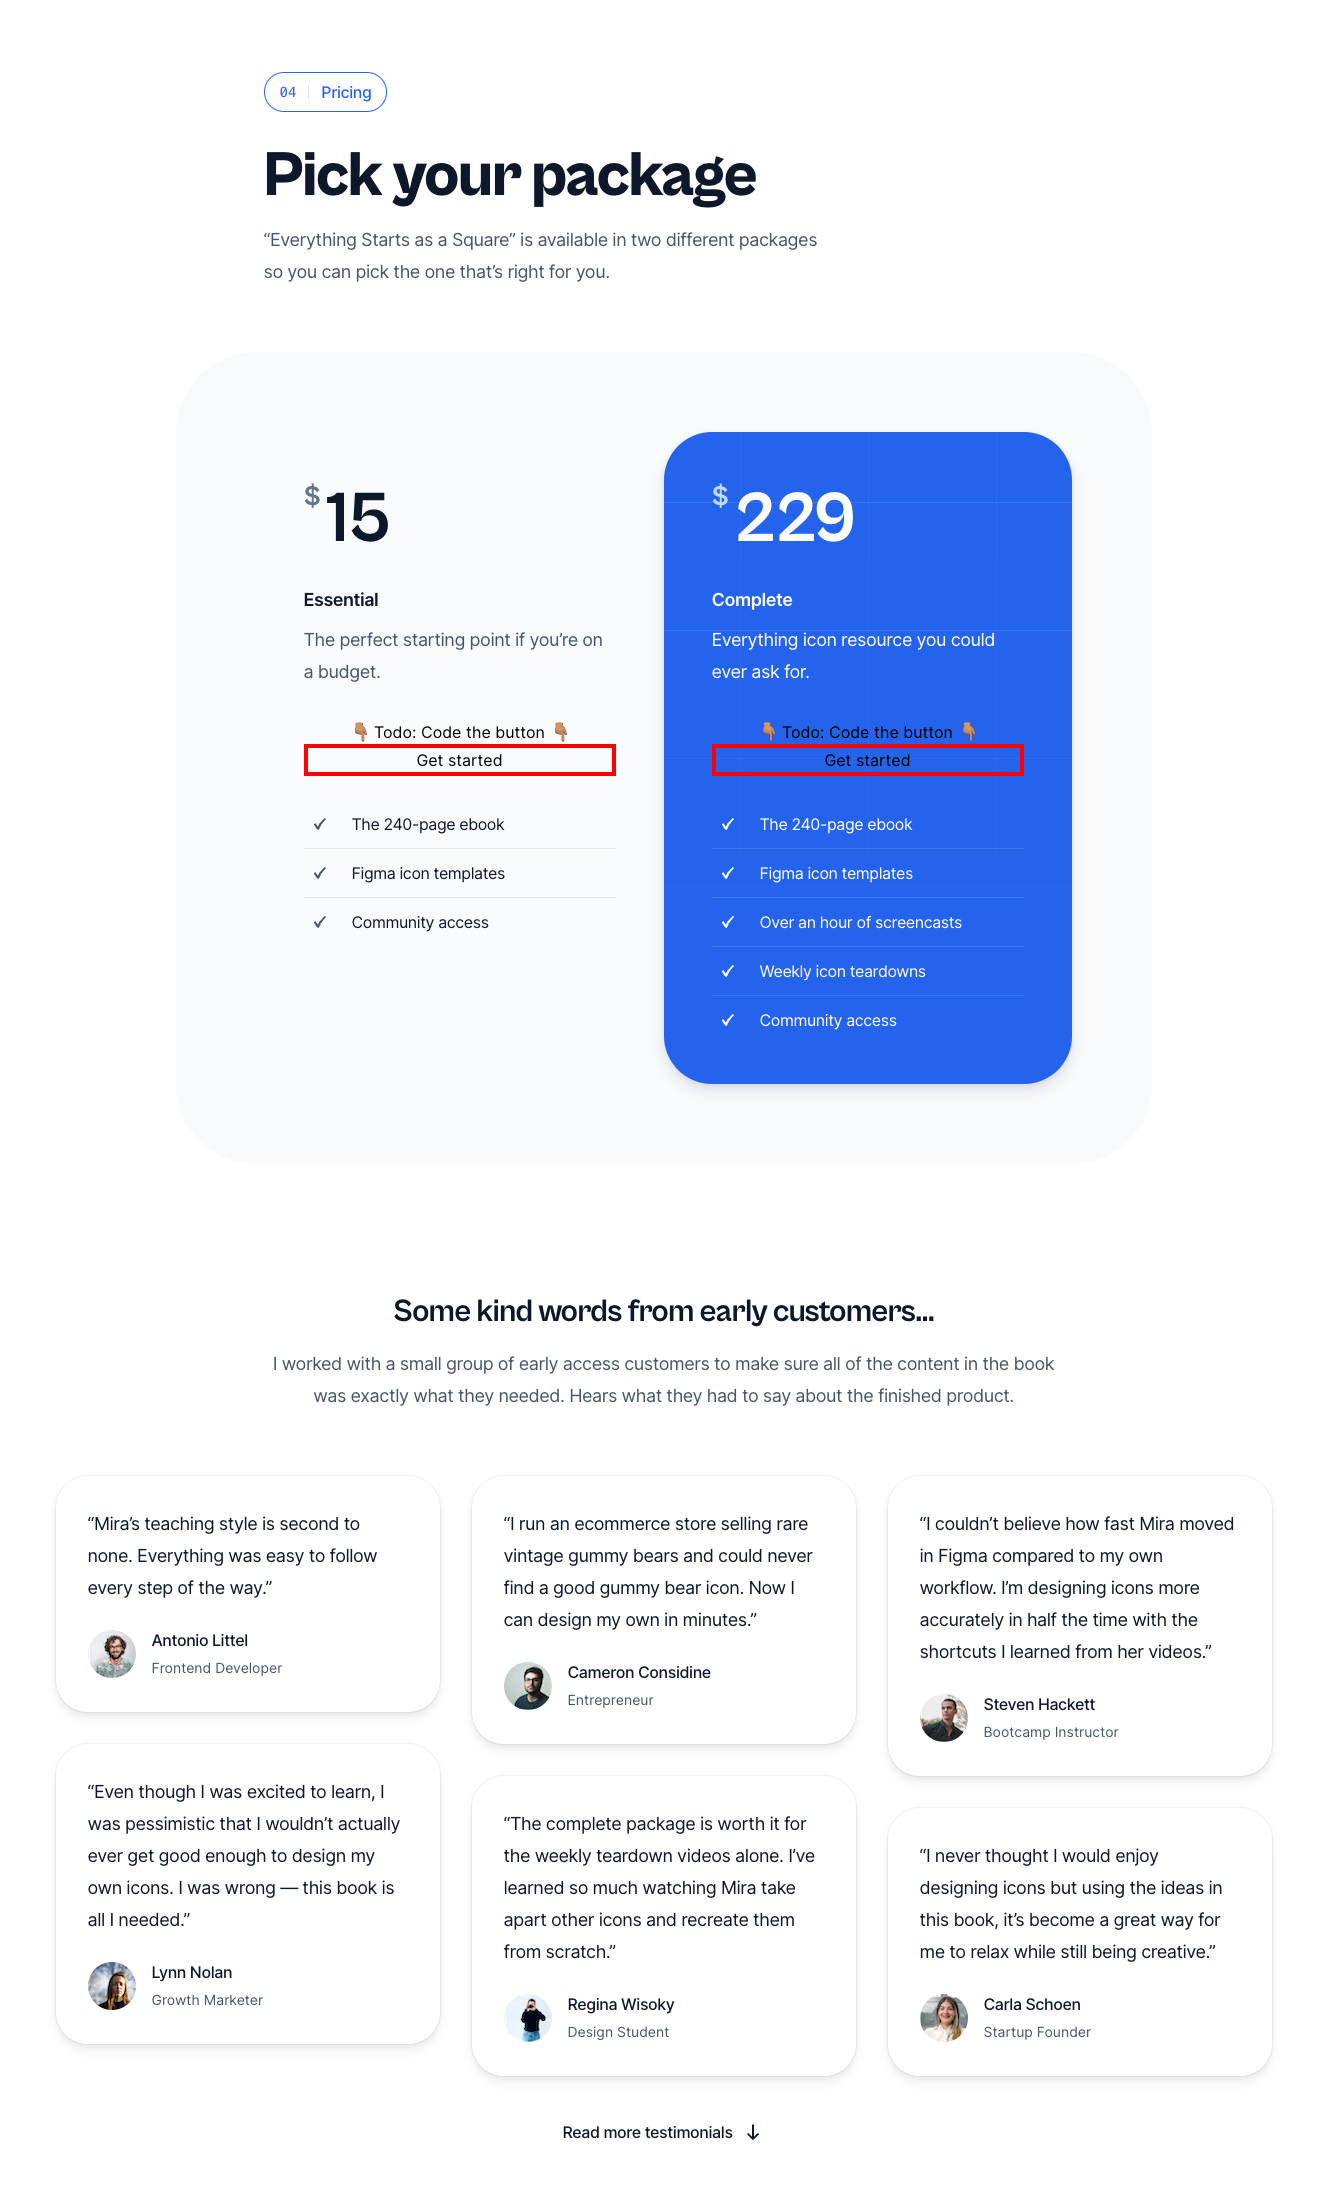 04 Pricing
Pick your package
“Everything Starts as a Square” is available in two different packages
so you can pick the one that’s right for you.
$15
Essential
The perfect starting point if you’re on
a budget.
👇🏽 Todo: Code the button 👇🏽
Get started
✓ The 240-page ebook
✓ Figma icon templates
✓ Community access
$229
Complete
Everything icon resource you could
ever ask for.
👇🏽 Todo: Code the button 👇🏽
Get started
✓ The 240-page ebook
✓ Figma icon templates
✓ Over an hour of screencasts
✓ Weekly icon teardowns
✓ Community access
Some kind words from early customers...
I worked with a small group of early access customers to make sure all of the content in the book
was exactly what they needed. Hears what they had to say about the finished product.
“Mira’s teaching style is second to
none. Everything was easy to follow
every step of the way.”
Antonio Littel
Frontend Developer
“Even though I was excited to learn, I
was pessimistic that I wouldn’t actually
ever get good enough to design my
own icons. I was wrong — this book is
all I needed.”
Lynn Nolan
Growth Marketer
“I run an ecommerce store selling rare
vintage gummy bears and could never
find a good gummy bear icon. Now I
can design my own in minutes.”
Cameron Considine
Entrepreneur
“The complete package is worth it for
the weekly teardown videos alone. I’ve
learned so much watching Mira take
apart other icons and recreate them
from scratch.”
Regina Wisoky
Design Student
“I couldn’t believe how fast Mira moved
in Figma compared to my own
workflow. I’m designing icons more
accurately in half the time with the
shortcuts I learned from her videos.”
Steven Hackett
Bootcamp Instructor
“I never thought I would enjoy
designing icons but using the ideas in
this book, it’s become a great way for
me to relax while still being creative.”
Carla Schoen
Startup Founder
Read more testimonials ↓